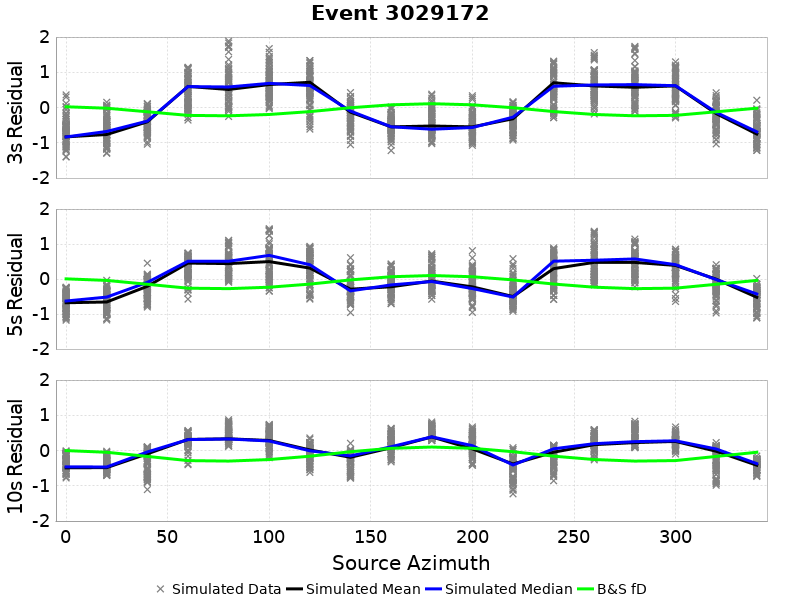 Event 3029172
2
1
0
-1
-2
3s Residual
2
1
0
-1
-2
5s Residual
2
1
0
-1
-2
10s Residual
0 50 100 150 200 250 300
Source Azimuth
Simulated Data Simulated Mean Simulated Median B&S fD